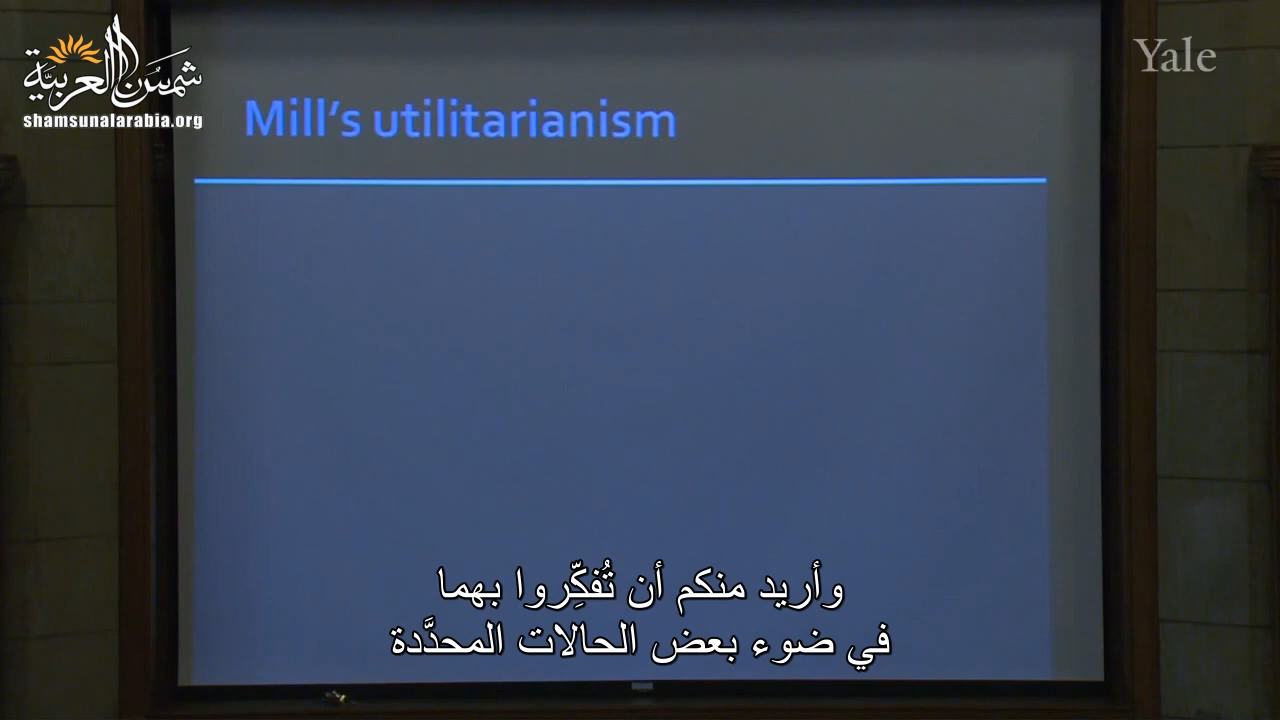 شمس العربية
shamsunalarabia.org
Yale
Mill's utilitarianism
وأريد منكم أن تُفكِّروا بهما
في ضوء بعض الحالات المحدَّدة